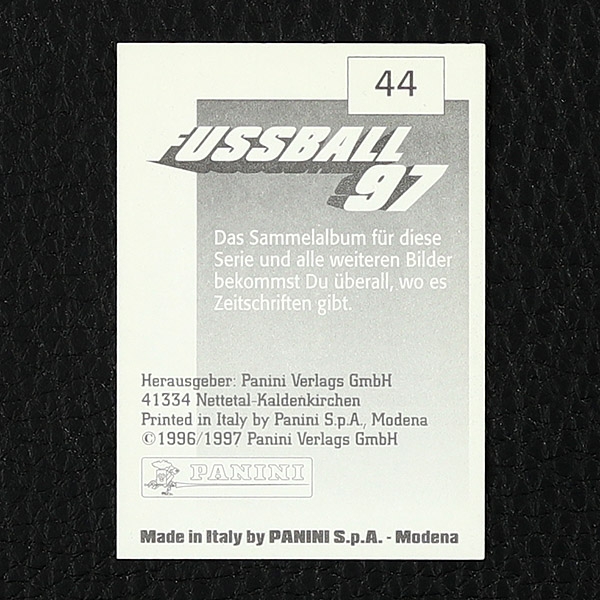 44
FUSSBALL
97
Das Sammelalbum für diese
Serie und alle weiteren Bilder
bekommst Du überall, wo es
Zeitschriften gibt.
Herausgeber: Panini Verlags GmbH
41334 Nettetal-Kaldenkirchen
Printed in Italy by Panini S.p.A., Modena
©1996/1997 Panini Verlags GmbH
PANINI
Made in Italy by PANINI S.p.A. - Modena